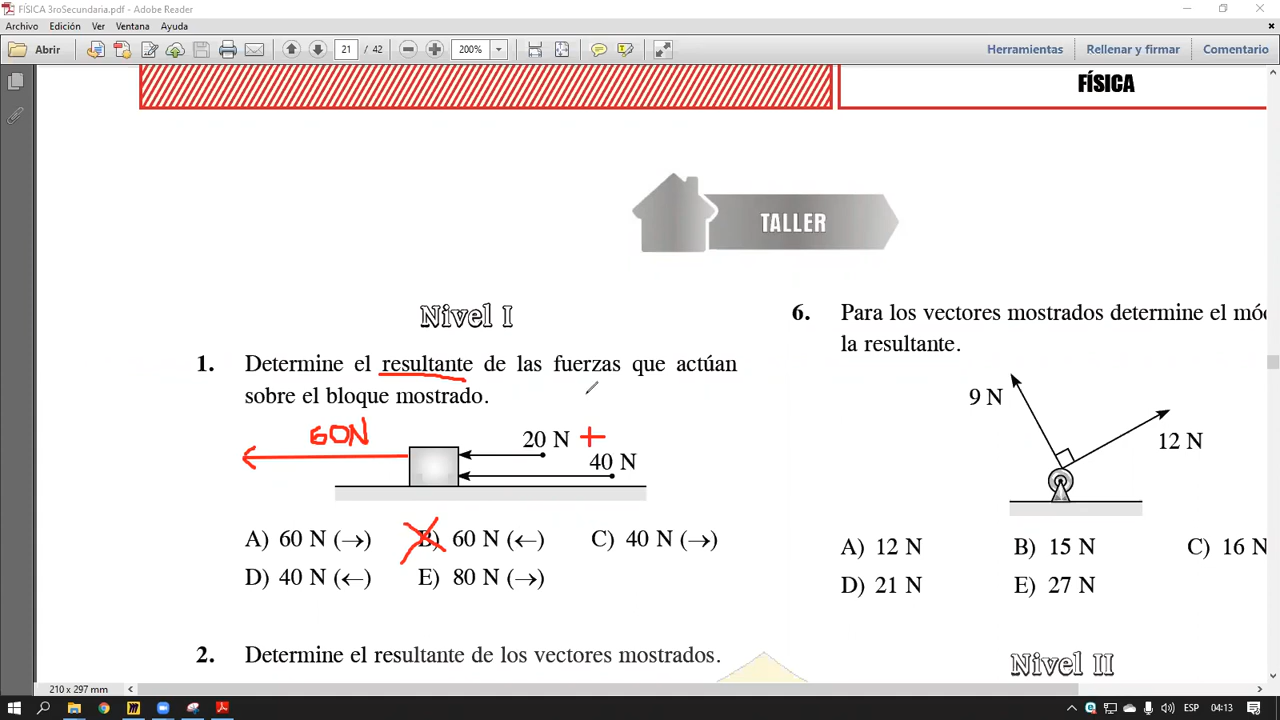 FÍSICA 3roSecundaria.pdf - Adobe Reader
Archivo Edición Ver Ventana Ayuda
Abrir 21 / 42 200% Herramientas Rellenar y firmar Comentario
FÍSICA
TALLER
Nivel I
1. Determine el resultante de las fuerzas que actúan
sobre el bloque mostrado.
60N
20 N +
40 N
A) 60 N (→) B) 60 N (←) C) 40 N (→)
D) 40 N (←) E) 80 N (→)
2. Determine el resultante de los vectores mostrados.
6. Para los vectores mostrados determine el mód
la resultante.
9 N
12 N
A) 12 N B) 15 N C) 16 N
D) 21 N E) 27 N
Nivel II
210 x 297 mm
ESP 04:13